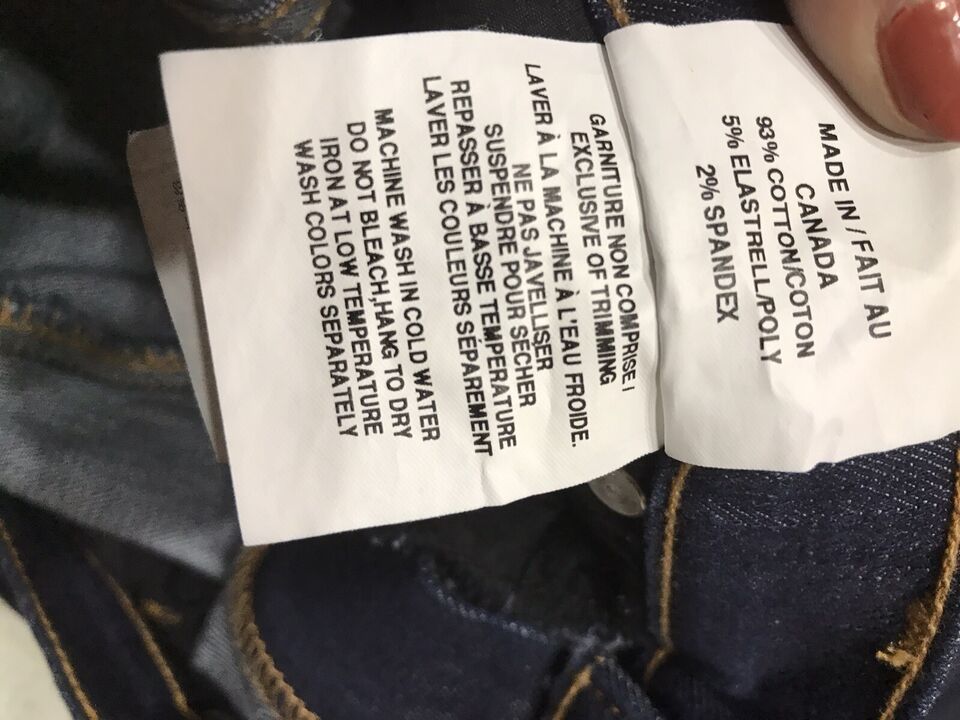 MADE IN / FAIT AU
CANADA
93% COTTON/COTON
5% ELASTRELL/POLY
2% SPANDEX
GARNITURE NON COMPRISE /
EXCLUSIVE OF TRIMMING
LAVER À LA MACHINE À L'EAU FROIDE.
NE PAS JAVELLISER
SUSPENDRE POUR SÉCHER
REPASSER À BASSE TEMPERATURE
LAVER LES COULEURS SÉPAREMENT
MACHINE WASH IN COLD WATER
DO NOT BLEACH,HANG TO DRY
IRON AT LOW TEMPERATURE
WASH COLORS SEPARATELY